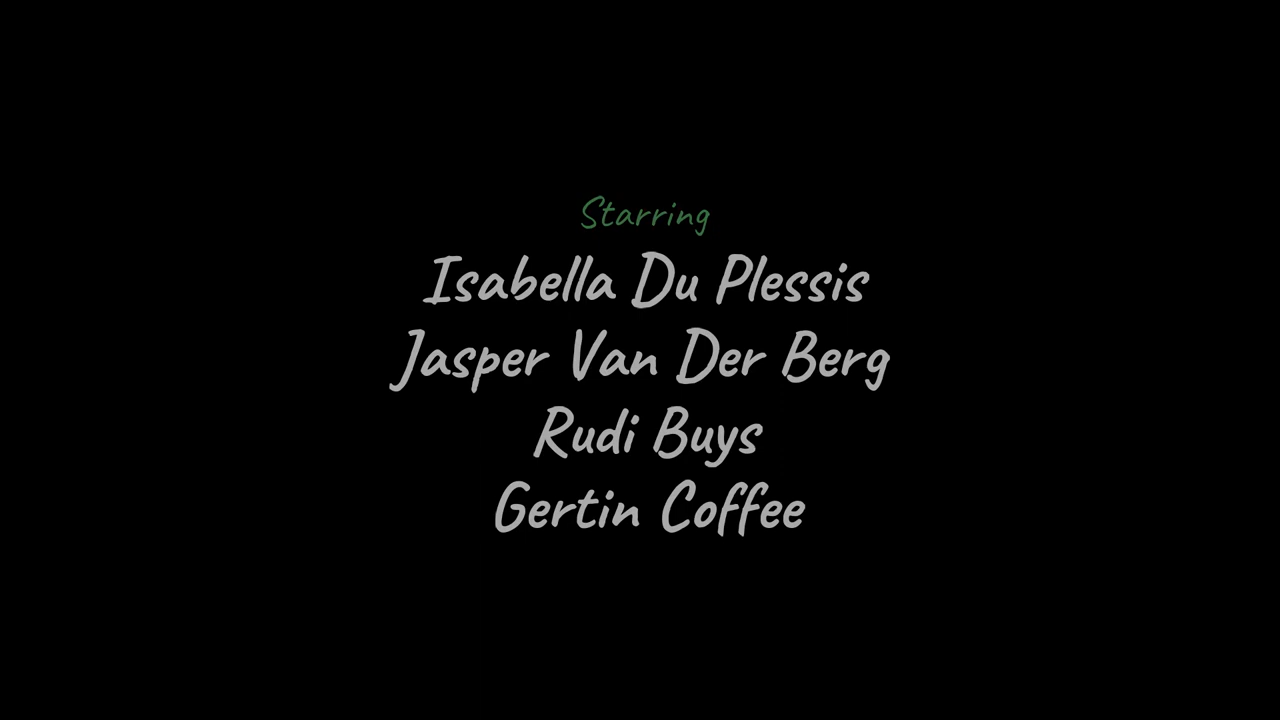 Starring
Isabella Du Plessis
Jasper Van Der Berg
Rudi Buys
Gertin Coffee